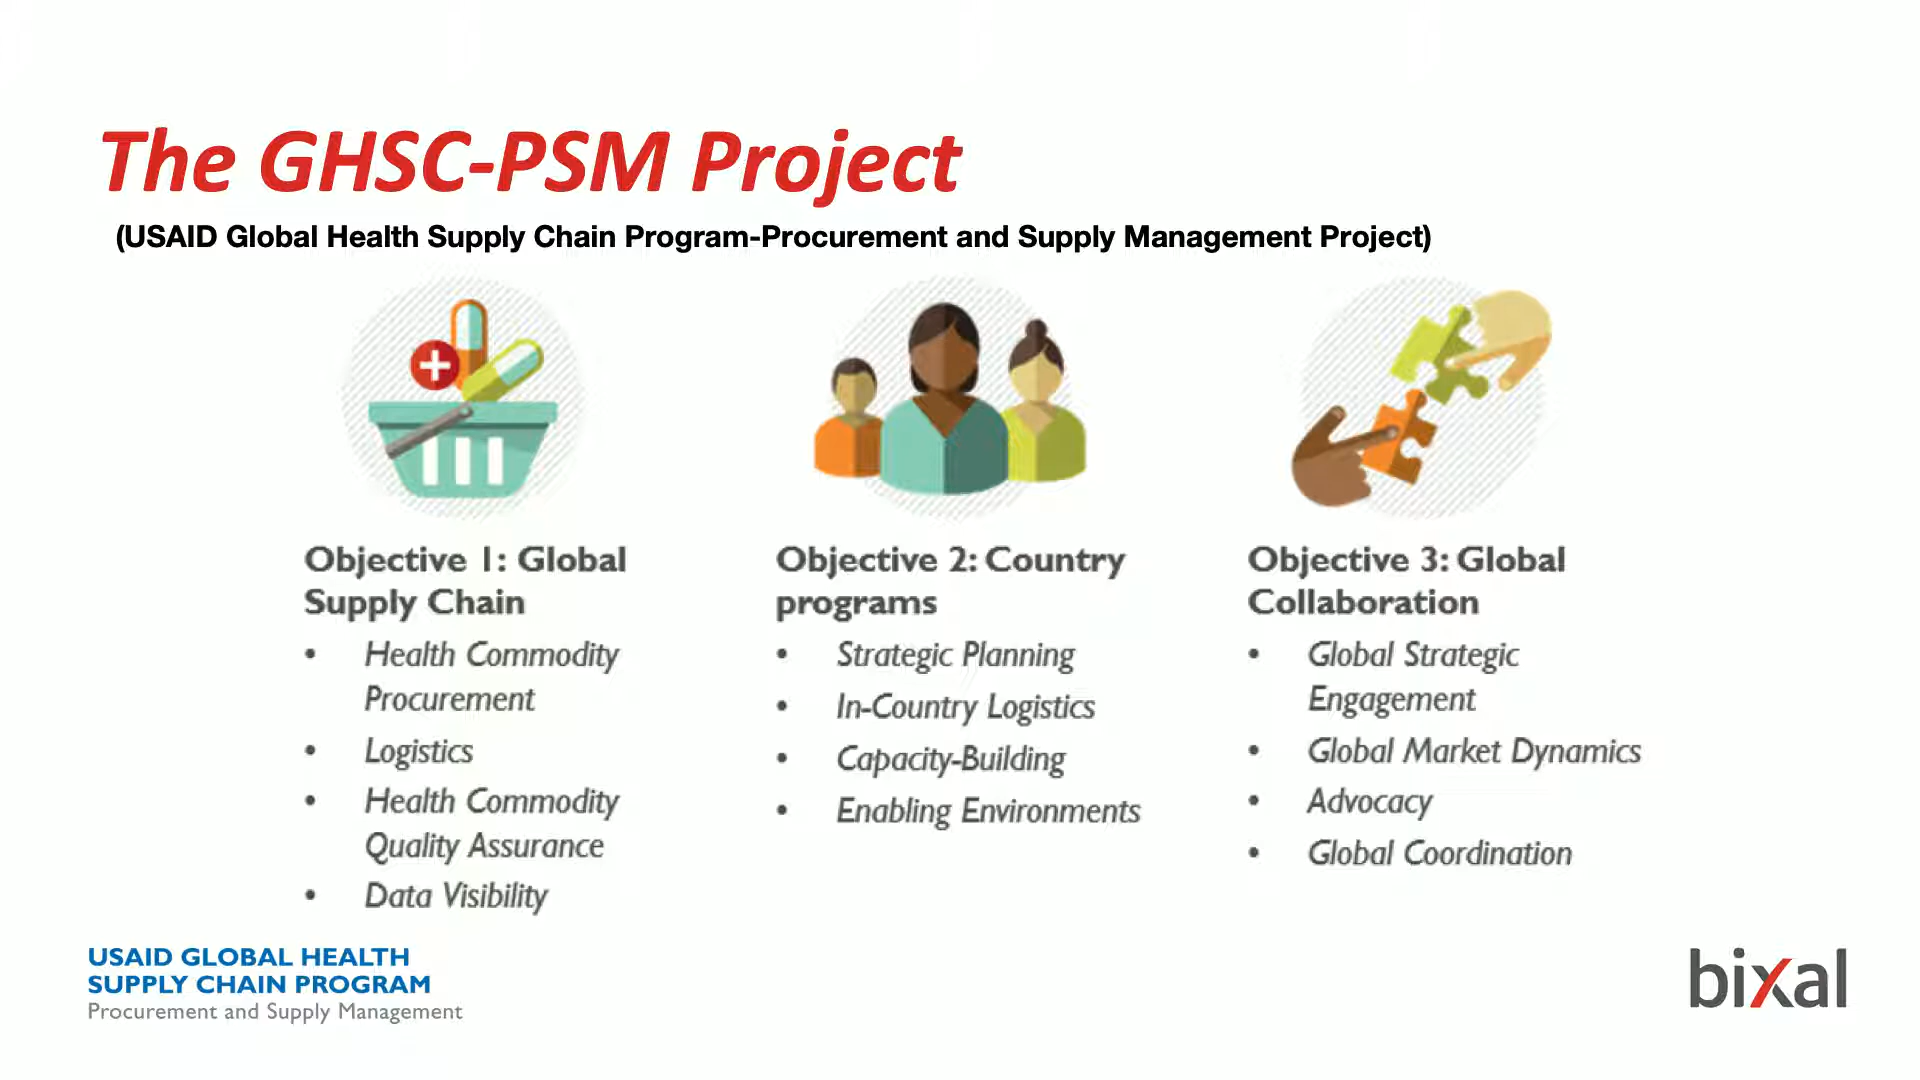 The GHSC-PSM Project
(USAID Global Health Supply Chain Program-Procurement and Supply Management Project)
Objective 1: Global
Supply Chain
• Health Commodity
Procurement
• Logistics
• Health Commodity
Quality Assurance
• Data Visibility
Objective 2: Country
programs
• Strategic Planning
• In-Country Logistics
• Capacity-Building
• Enabling Environments
Objective 3: Global
Collaboration
• Global Strategic
Engagement
• Global Market Dynamics
• Advocacy
• Global Coordination
USAID GLOBAL HEALTH
SUPPLY CHAIN PROGRAM
Procurement and Supply Management
bixal